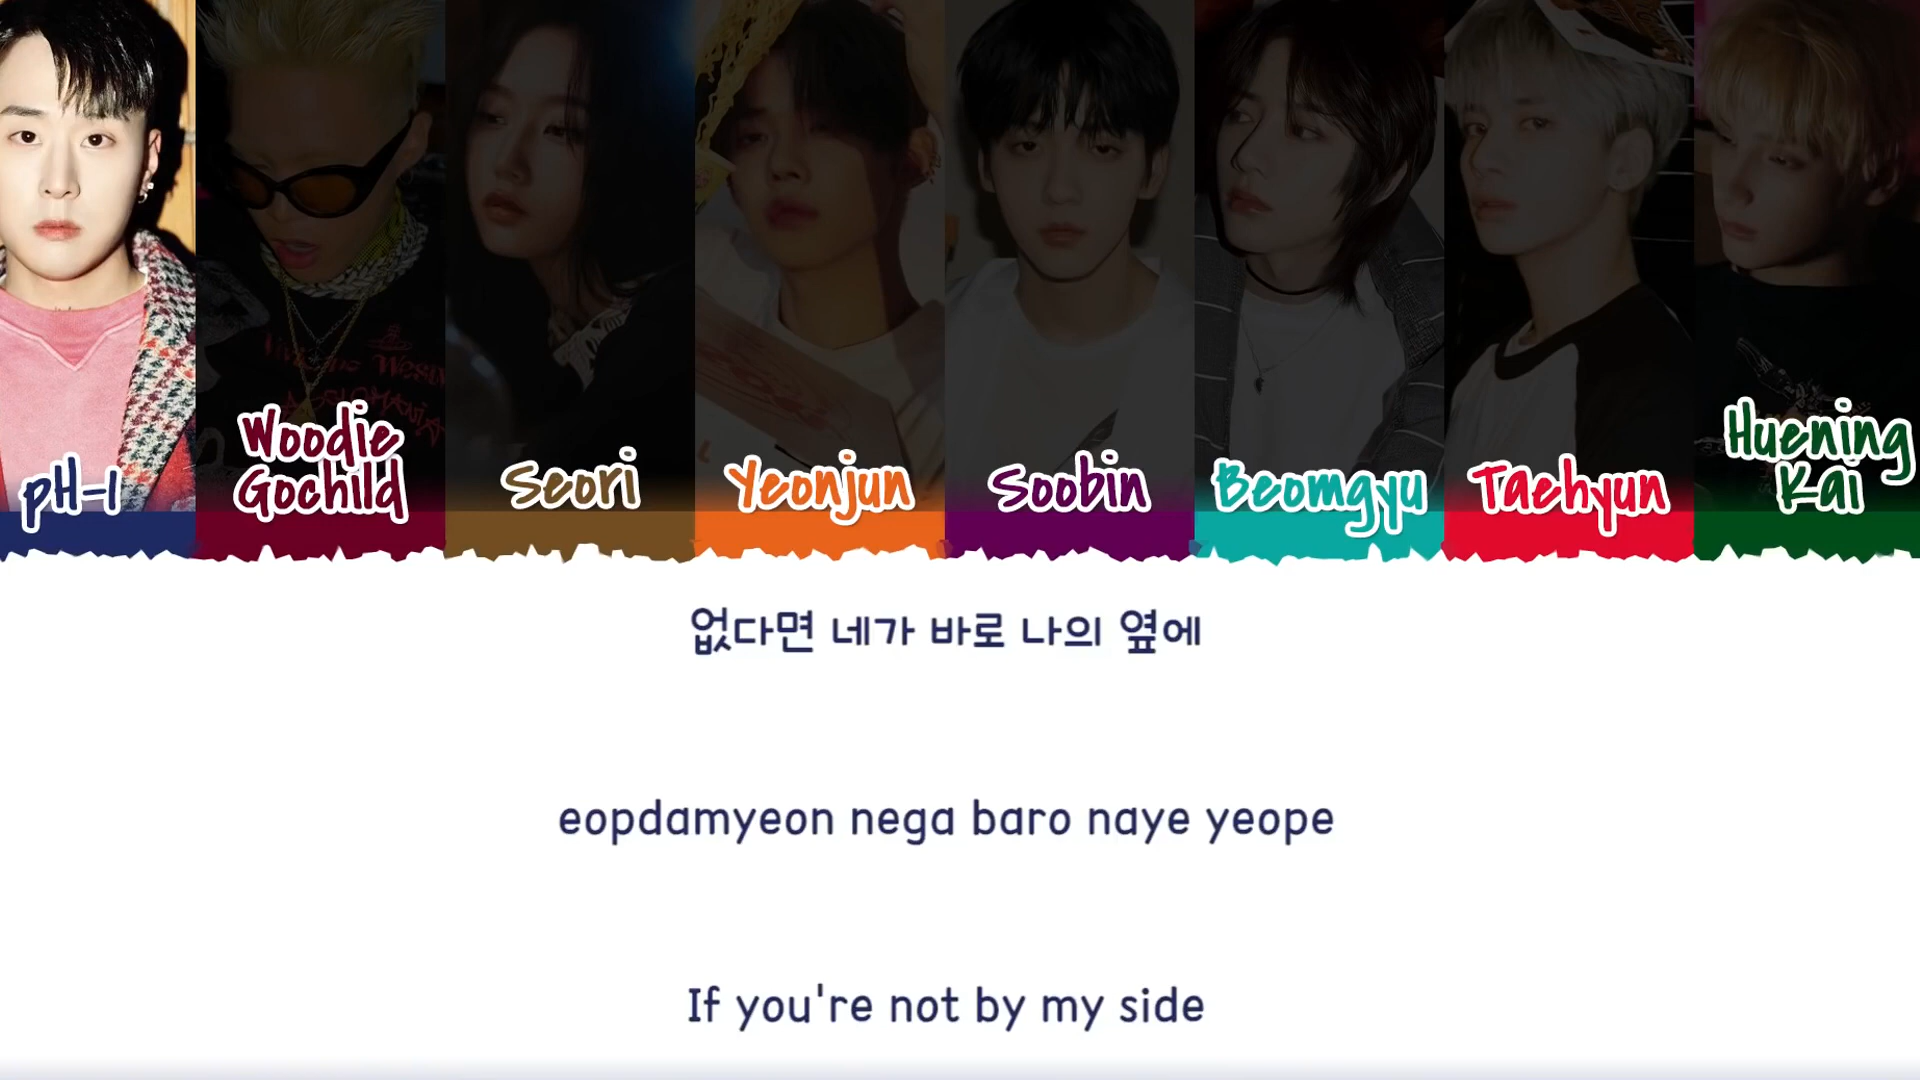 pH-1
Woodie
Gochild
Seori
Yeonjun
Soobin
Beomgyu
Taehyun
Huening
Kai
없다면 네가 바로 나의 옆에
eopdamyeon nega baro naye yeope
If you're not by my side